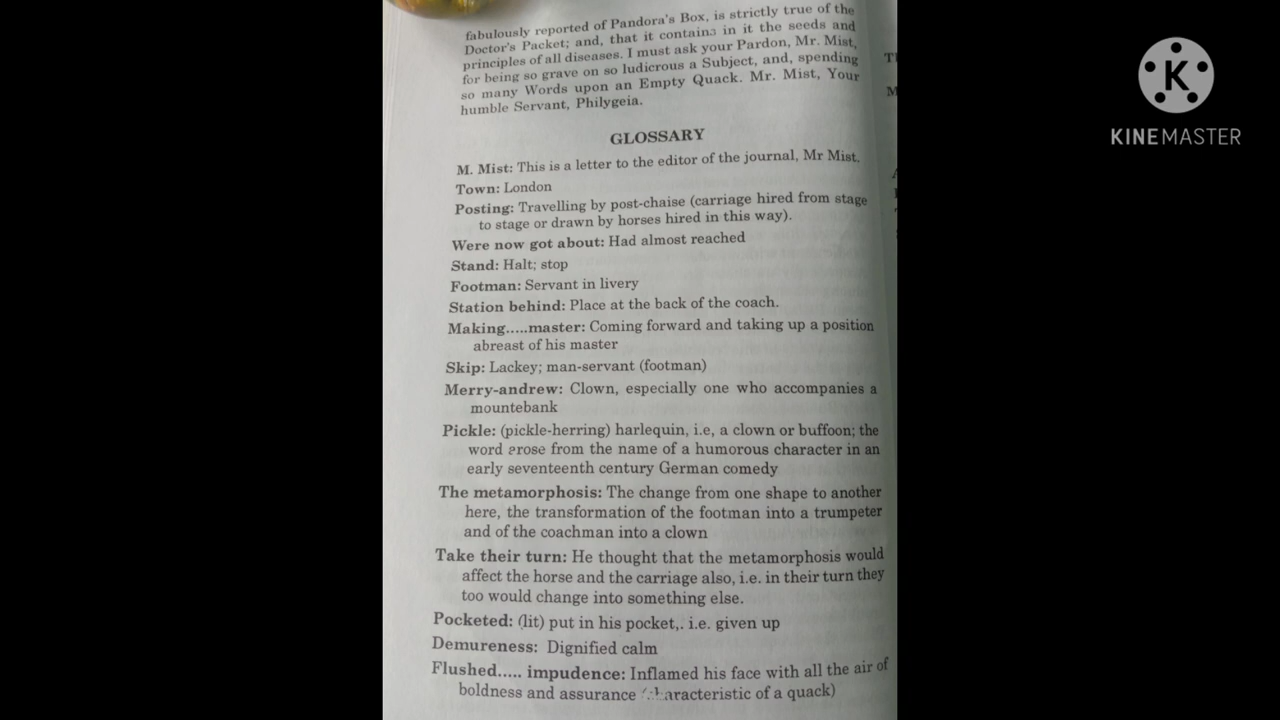 fabulously reported of Pandora's Box, is strictly true of the
Doctor's Packet; and, that it contains in it the seeds and
principles of all diseases. I must ask your Pardon, Mr. Mist,
for being so grave on so ludicrous a Subject, and, spending
so many Words upon an Empty Quack. Mr. Mist, Your
humble Servant, Philygeia.
GLOSSARY
M. Mist: This is a letter to the editor of the journal, Mr Mist.
Town: London
Posting: Travelling by post-chaise (carriage hired from stage
to stage or drawn by horses hired in this way).
Were now got about: Had almost reached
Stand: Halt; stop
Footman: Servant in livery
Station behind: Place at the back of the coach.
Making.....master: Coming forward and taking up a position
abreast of his master
Skip: Lackey; man-servant (footman)
Merry-andrew: Clown, especially one who accompanies a
mountebank
Pickle: (pickle-herring) harlequin, i.e, a clown or buffoon; the
word arose from the name of a humorous character in an
early seventeenth century German comedy
The metamorphosis: The change from one shape to another
here, the transformation of the footman into a trumpeter
and of the coachman into a clown
Take their turn: He thought that the metamorphosis would
affect the horse and the carriage also, i.e. in their turn they
too would change into something else.
Pocketed: (lit) put in his pocket,. i.e. given up
Demureness: Dignified calm
Flushed..... impudence: Inflamed his face with all the air of
boldness and assurance (characteristic of a quack)
K
KINEMASTER